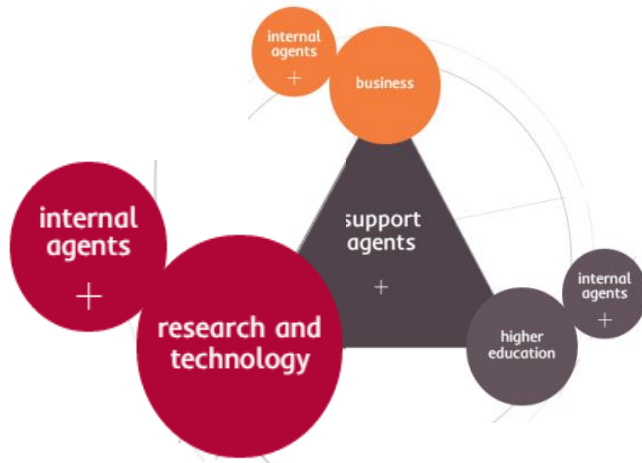 internal
agents
+
business
internal
agents
+
support
agents
+
internal
agents
+
research and
technology
higher
education